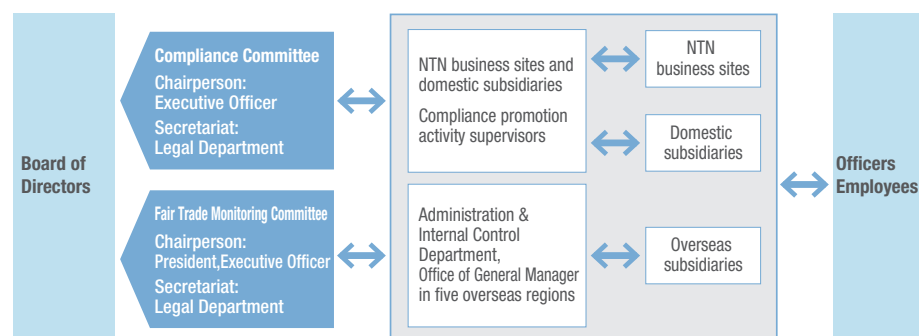 Board of
Directors
Compliance Committee
Chairperson:
Executive Officer
Secretariat:
Legal Department
Fair Trade Monitoring Committee
Chairperson:
President,Executive Officer
Secretariat:
Legal Department
NTN business sites and
domestic subsidiaries
Compliance promotion
activity supervisors
Administration &
Internal Control
Department,
Office of General Manager
in five overseas regions
NTN
business sites
Domestic
subsidiaries
Overseas
subsidiaries
Officers
Employees